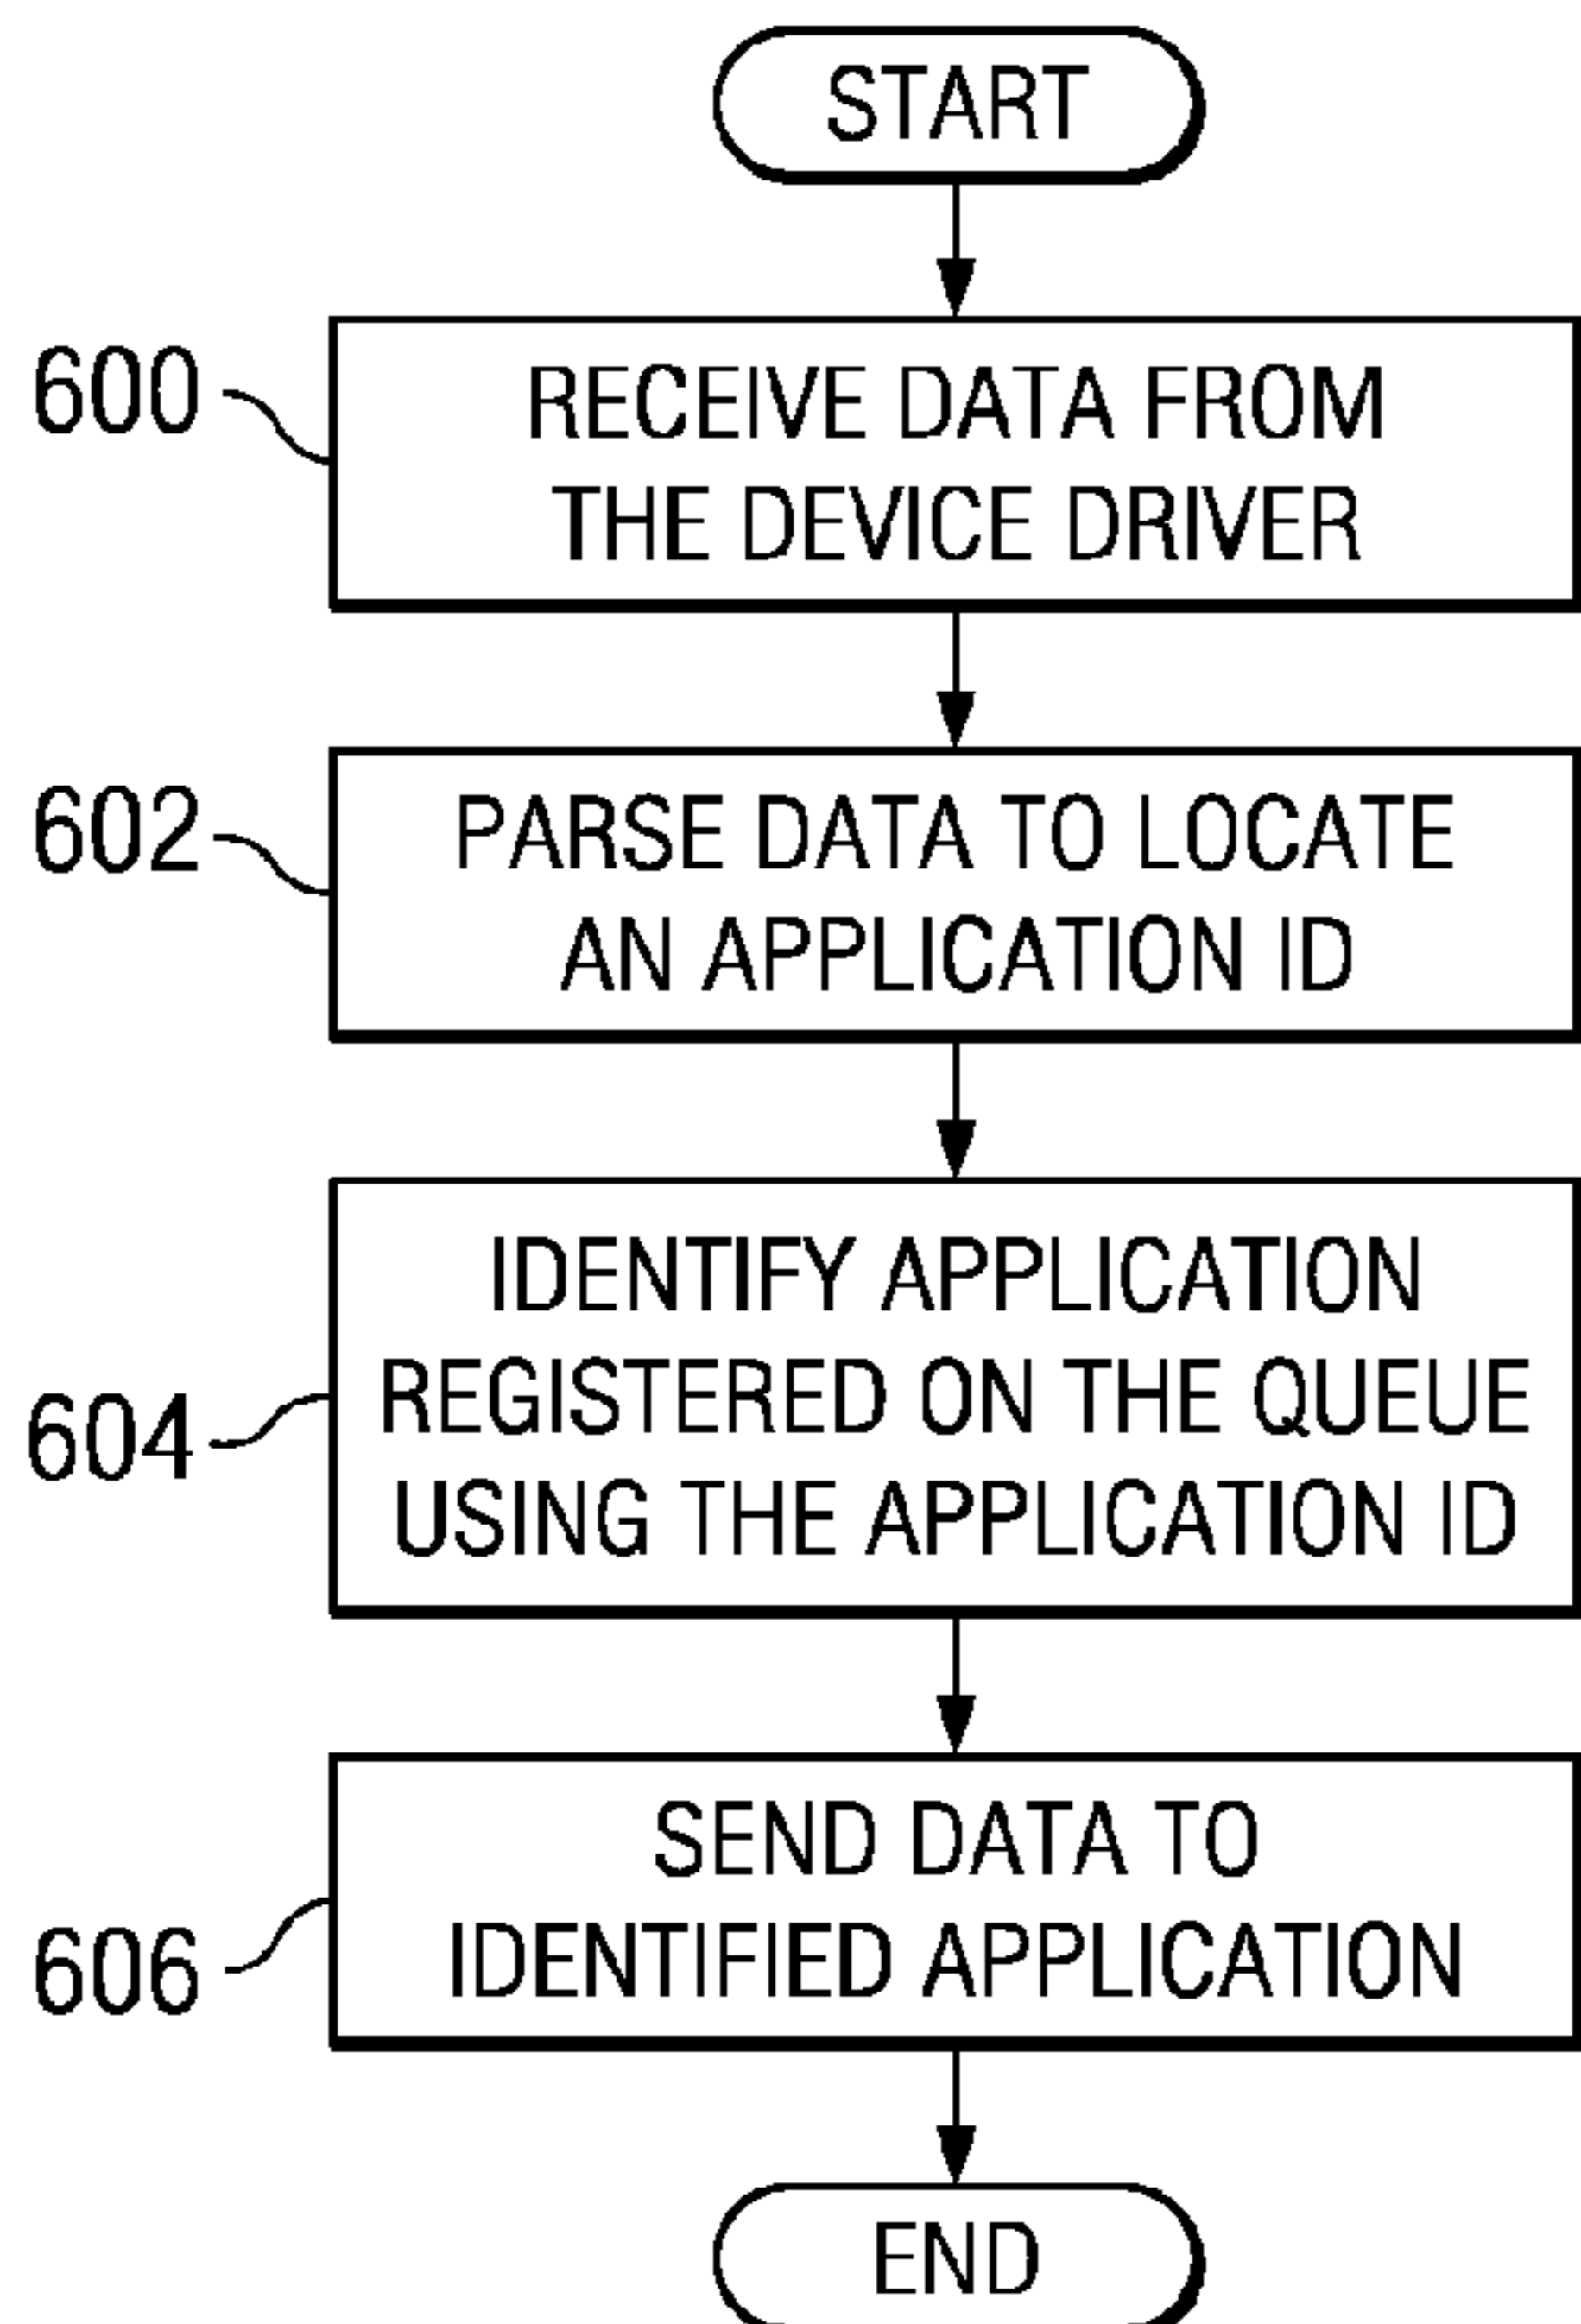 START
600
RECEIVE DATA FROM
THE DEVICE DRIVER
602
PARSE DATA TO LOCATE
AN APPLICATION ID
604
IDENTIFY APPLICATION
REGISTERED ON THE QUEUE
USING THE APPLICATION ID
606
SEND DATA TO
IDENTIFIED APPLICATION
END